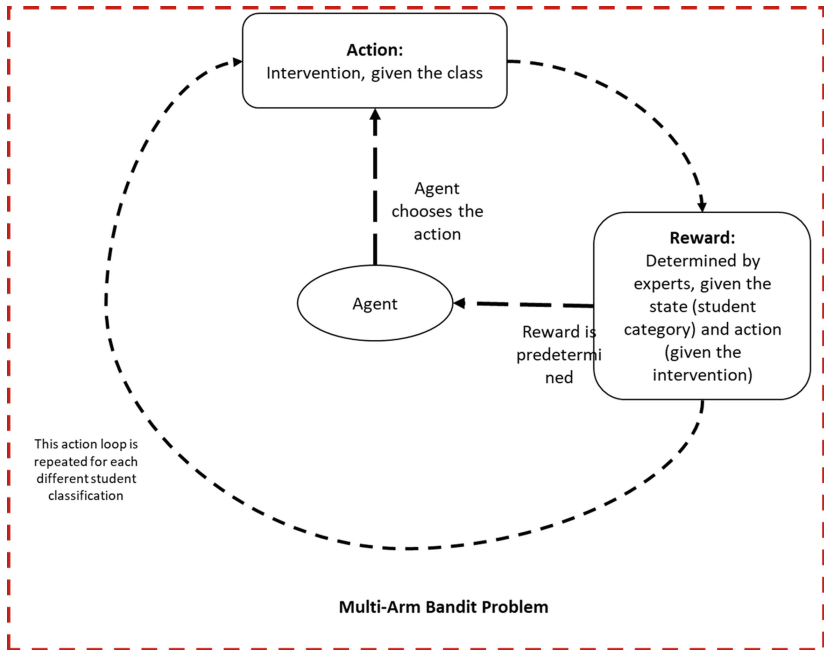 Action:
Intervention, given the class
Agent
chooses the
action
Reward:
Determined by
experts, given the
state (student
category) and action
(given the
intervention)
Agent
Reward is
predetermi
ned
This action loop is
repeated for each
different student
classification
Multi-Arm Bandit Problem